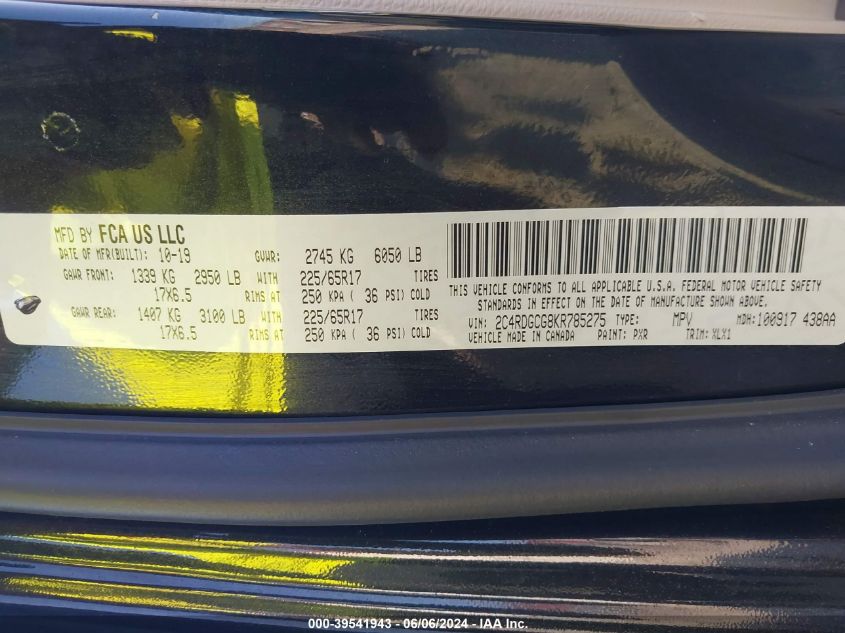 MFD BY FCA US LLC
DATE OF MFR(BUILT): 10-19 GVWR: 2745 KG 6050 LB
GAWR FRONT: 1339 KG 2950 LB WITH 225/65R17 TIRES
17X6.5 RIMS AT 250 KPA ( 36 PSI) COLD
GAWR REAR: 1407 KG 3100 LB WITH 225/65R17 TIRES
17X6.5 RIMS AT 250 KPA ( 36 PSI) COLD
THIS VEHICLE CONFORMS TO ALL APPLICABLE U.S.A. FEDERAL MOTOR VEHICLE SAFETY
STANDARDS IN EFFECT ON THE DATE OF MANUFACTURE SHOWN ABOVE.
VIN: 2C4RDGCG8KR785275 TYPE: MPV MDH: 100917 438AA
VEHICLE MADE IN CANADA PAINT: PXR TRIM: XLX1
000-39541943 - 06/06/2024 - IAA Inc.